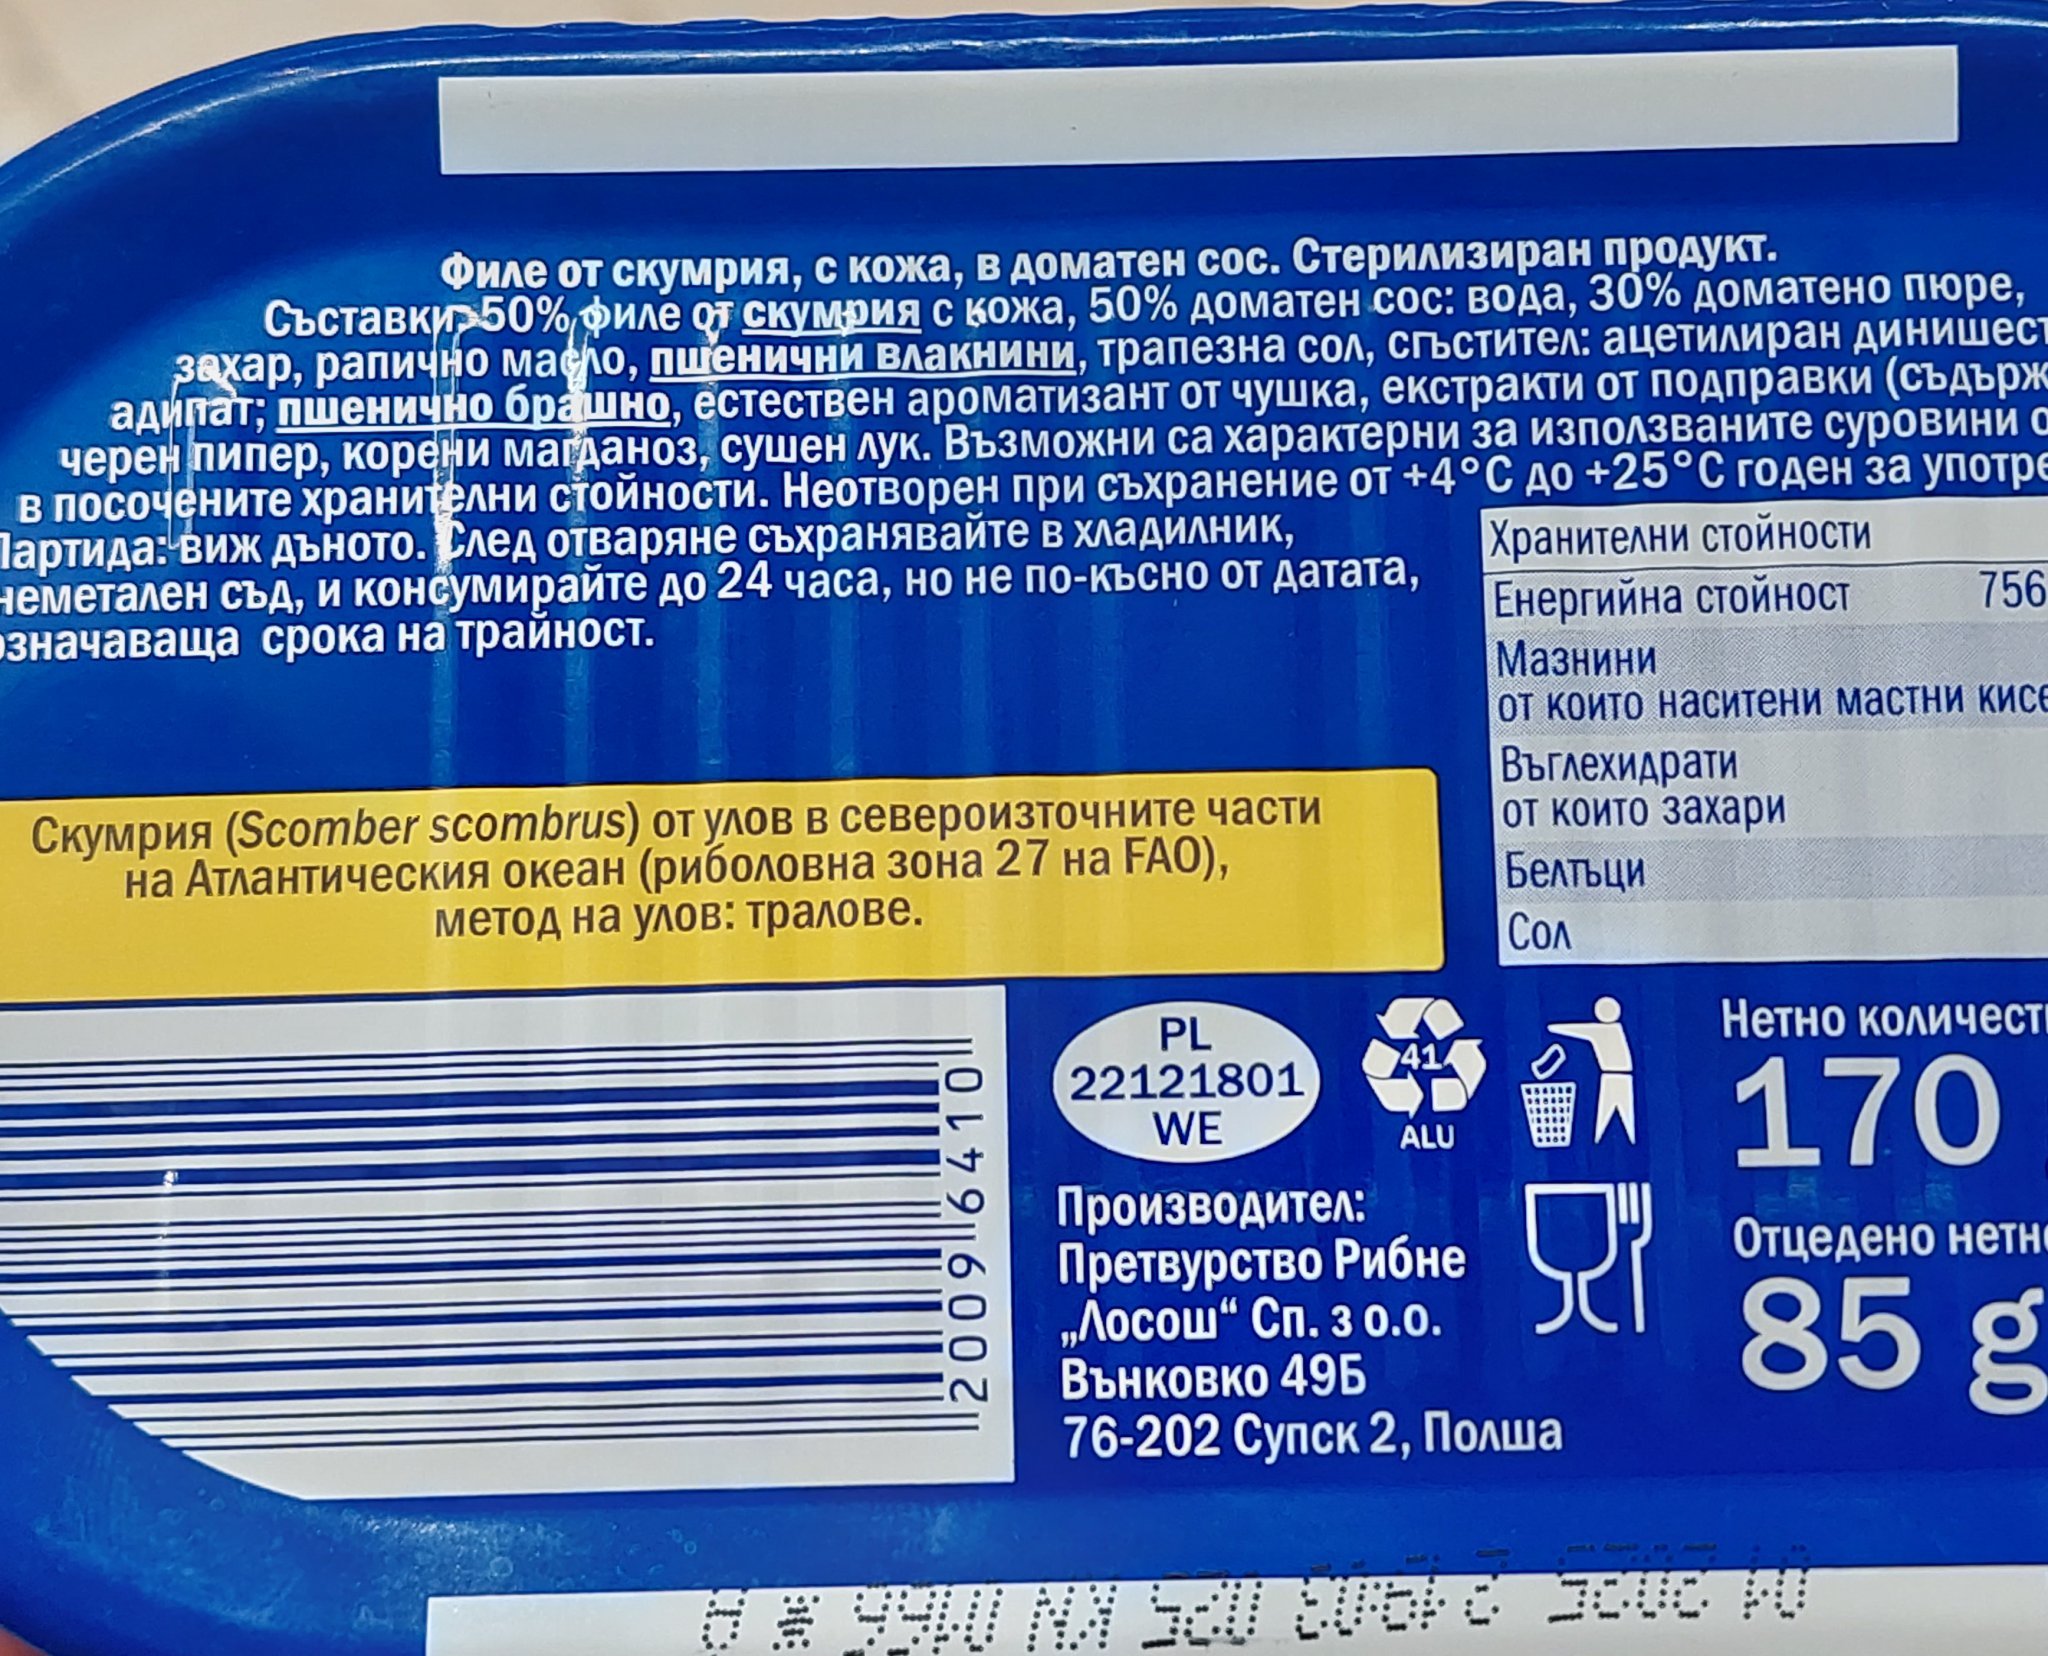 Филе от скумрия, с кожа, в доматен сос. Стерилизиран продукт.
Съставки: 50% филе от скумрия с кожа, 50% доматен сос: вода, 30% доматено пюре,
захар, рапично масло, пшенични влакнини, трапезна сол, сгъстител: ацетилиран динишест
адипат; пшенично брашно, естествен ароматизант от чушка, екстракти от подправки (съдърж
черен пипер, корени магданоз, сушен лук. Възможни са характерни за използваните суровини о
в посочените хранителни стойности. Неотворен при съхранение от +4°C до +25°C годен за употре
Партида: виж дъното. След отваряне съхранявайте в хладилник,
неметален съд, и консумирайте до 24 часа, но не по-късно от датата,
означаваща срока на трайност.
Хранителни стойности
Енергийна стойност 756
Мазнини
от които наситени мастни кисе
Въглехидрати
от които захари
Белтъци
Сол
Скумрия (Scomber scombrus) от улов в североизточните части
на Атлантическия океан (риболовна зона 27 на FAO),
метод на улов: тралове.
20096410
PL
22121801
WE
41
ALU
Производител:
Претвурство Рибне
„Лосош“ Сп. з о.о.
Вънковко 49Б
76-202 Супск 2, Полша
Нетно количест
170
Отцедено нетно
85 g